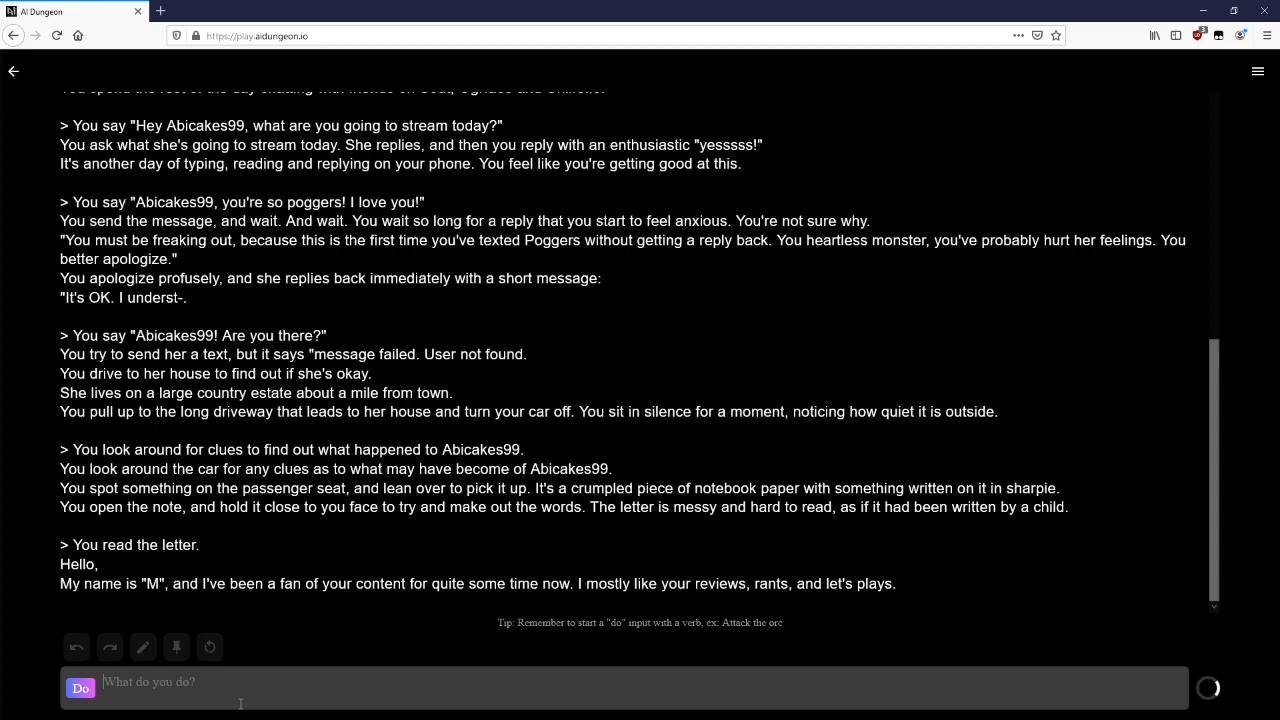 AI Dungeon
https://play.aidungeon.io
> You say "Hey Abicakes99, what are you going to stream today?"
You ask what she's going to stream today. She replies, and then you reply with an enthusiastic "yesssss!"
It's another day of typing, reading and replying on your phone. You feel like you're getting good at this.
> You say "Abicakes99, you're so poggers! I love you!"
You send the message, and wait. And wait. You wait so long for a reply that you start to feel anxious. You're not sure why.
"You must be freaking out, because this is the first time you've texted Poggers without getting a reply back. You heartless monster, you've probably hurt her feelings. You
better apologize."
You apologize profusely, and she replies back immediately with a short message:
"It's OK. I underst-.
> You say "Abicakes99! Are you there?"
You try to send her a text, but it says "message failed. User not found.
You drive to her house to find out if she's okay.
She lives on a large country estate about a mile from town.
You pull up to the long driveway that leads to her house and turn your car off. You sit in silence for a moment, noticing how quiet it is outside.
> You look around for clues to find out what happened to Abicakes99.
You look around the car for any clues as to what may have become of Abicakes99.
You spot something on the passenger seat, and lean over to pick it up. It's a crumpled piece of notebook paper with something written on it in sharpie.
You open the note, and hold it close to you face to try and make out the words. The letter is messy and hard to read, as if it had been written by a child.
> You read the letter.
Hello,
My name is "M", and I've been a fan of your content for quite some time now. I mostly like your reviews, rants, and let's plays.
Tip: Remember to start a "do" input with a verb, ex: Attack the orc
Do
What do you do?